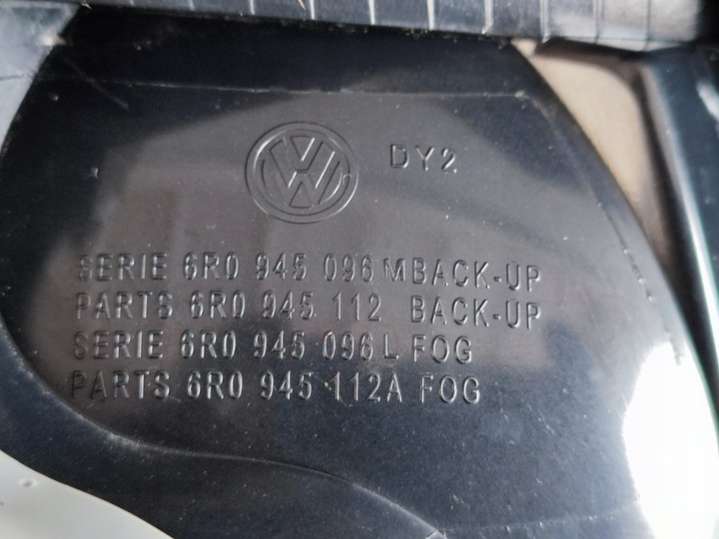 DY2
SERIE 6R0 945 096 M BACK-UP
PARTS 6R0 945 112 BACK-UP
SERIE 6R0 945 096 L FOG
PARTS 6R0 945 112A FOG